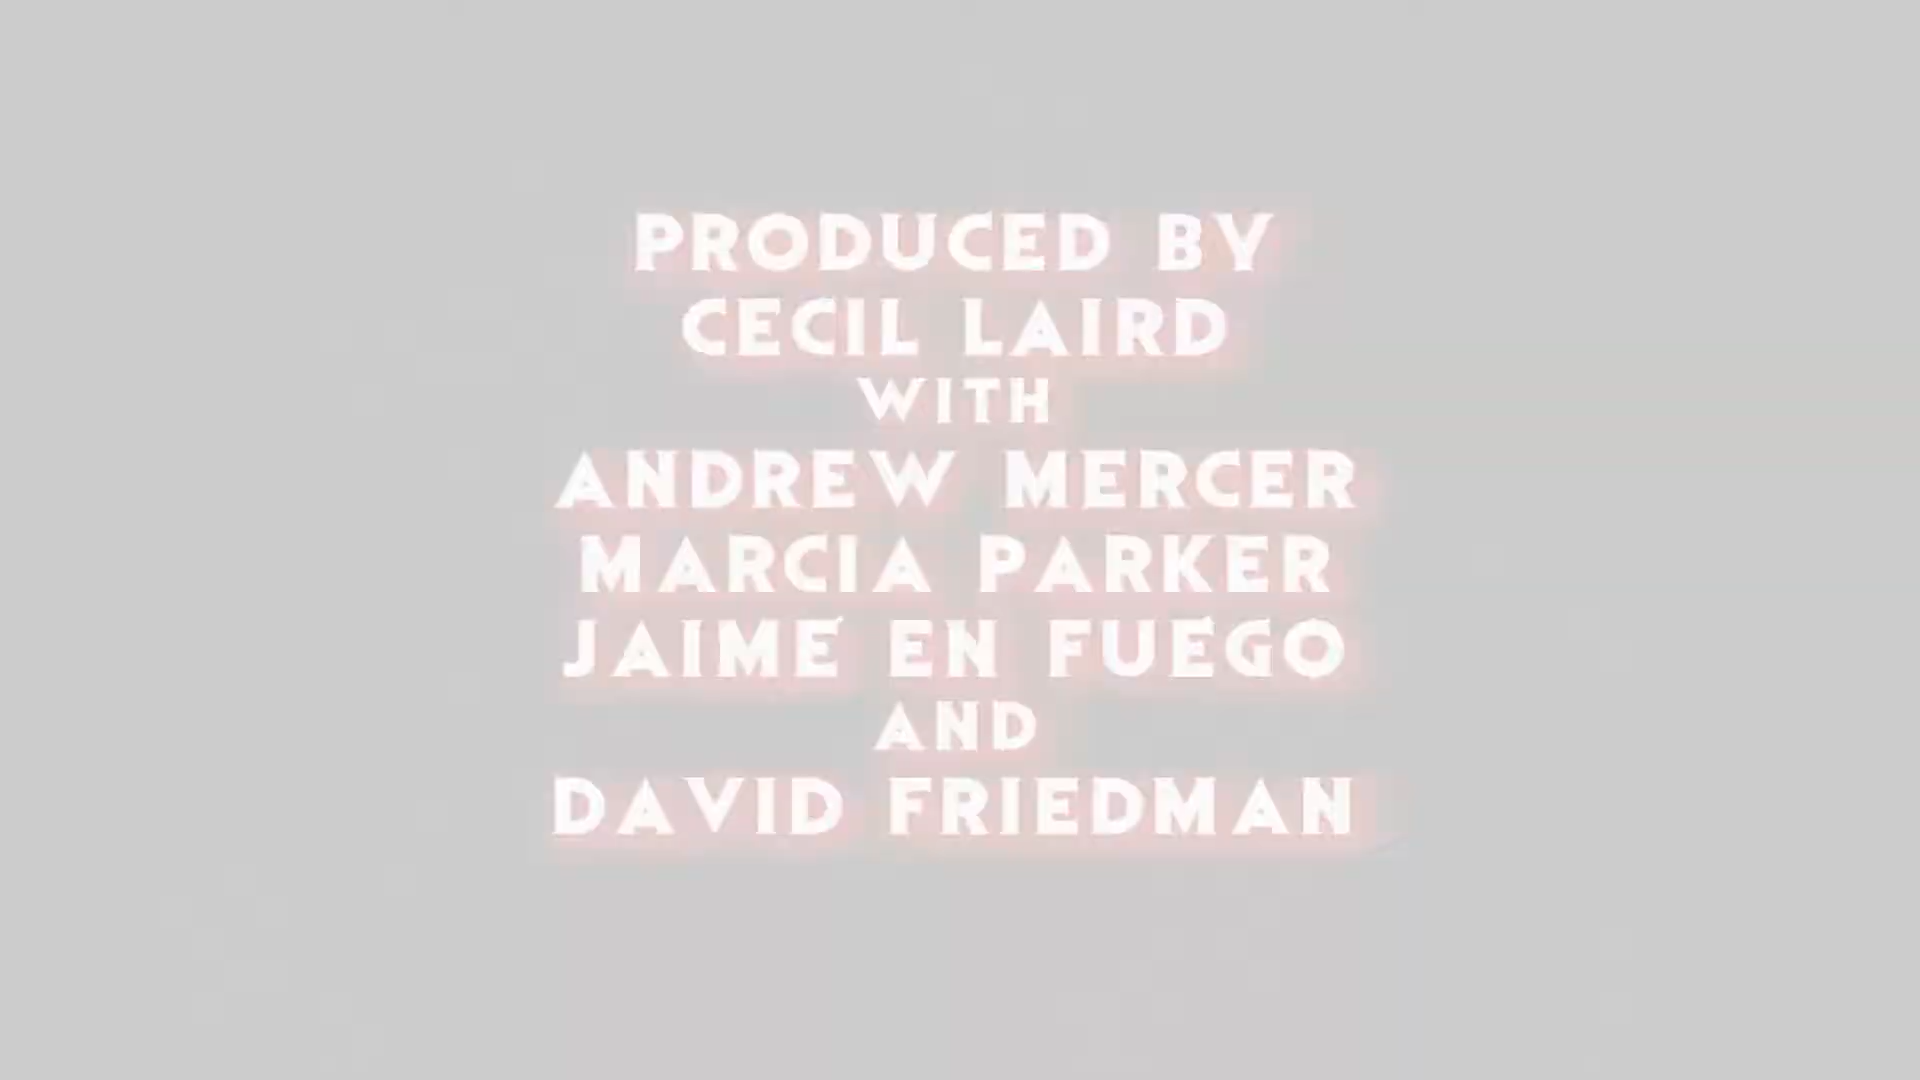 PRODUCED BY
CECIL LAIRD
WITH
ANDREW MERCER
MARCIA PARKER
JAIME EN FUEGO
AND
DAVID FRIEDMAN